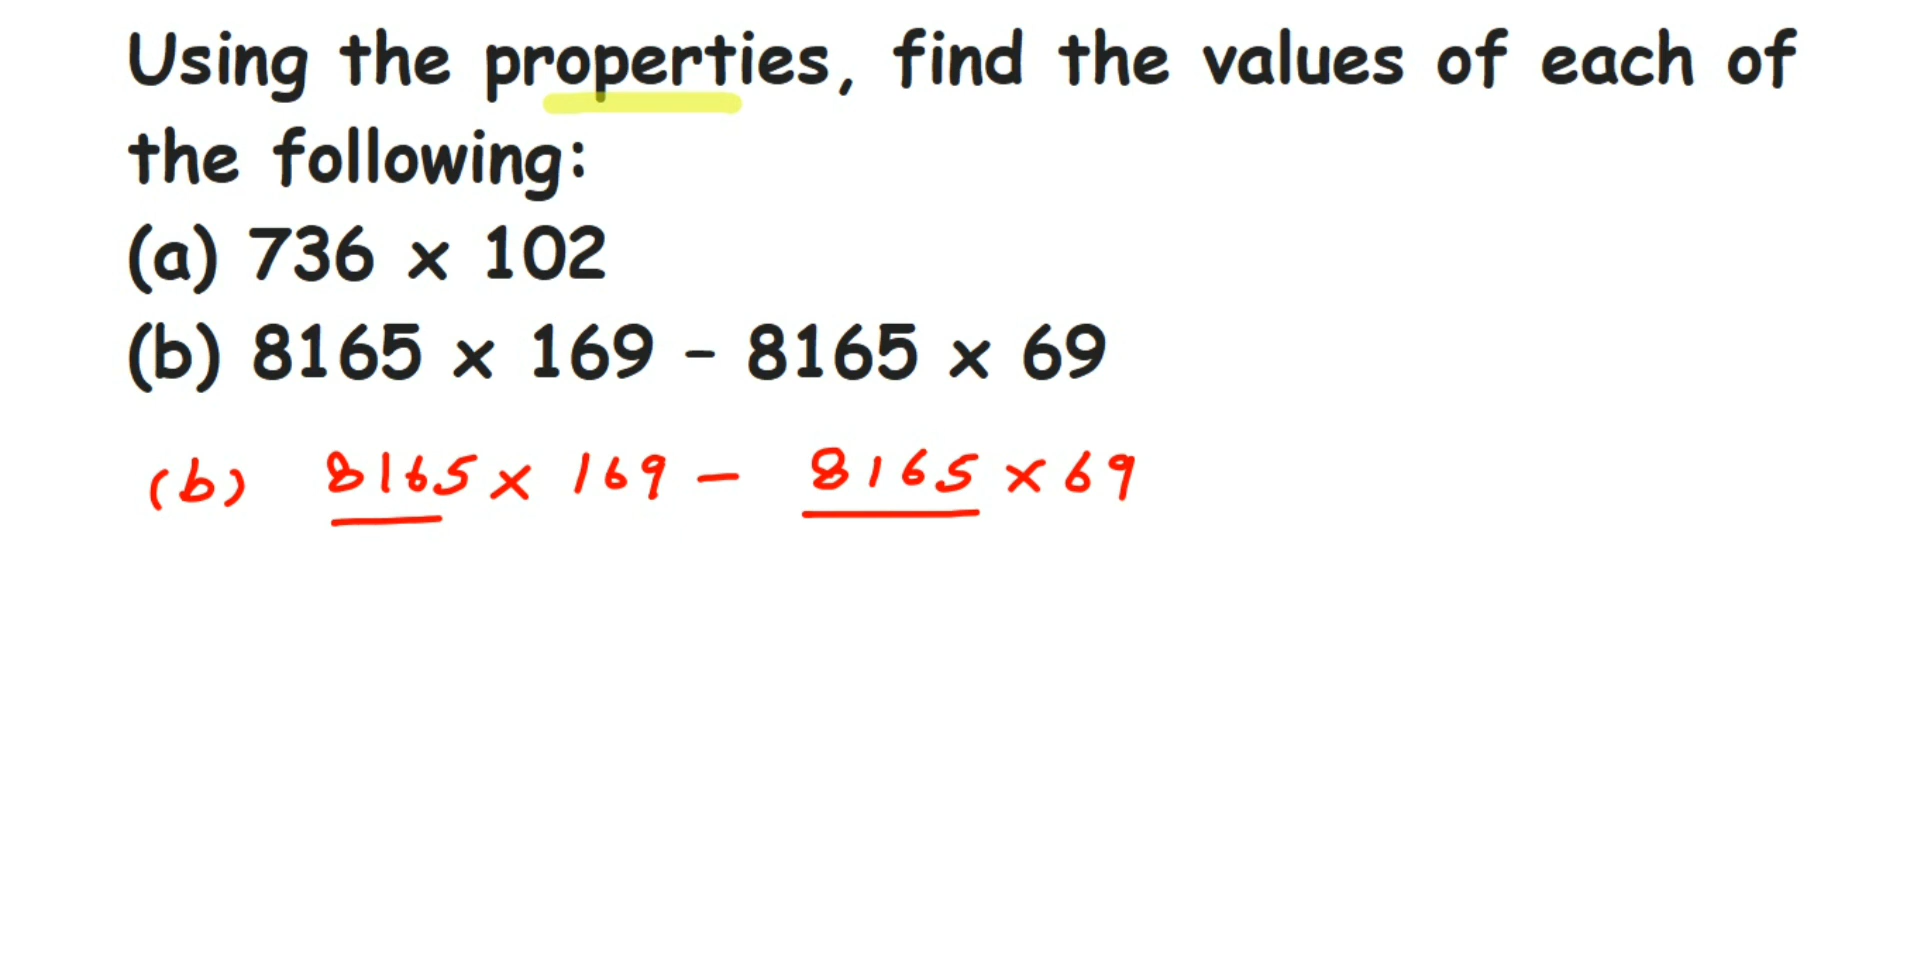 Using the properties, find the values of each of
the following:
(a) 736 x 102
(b) 8165 x 169 - 8165 x 69
(b) 8165 × 169 - 8165 × 69